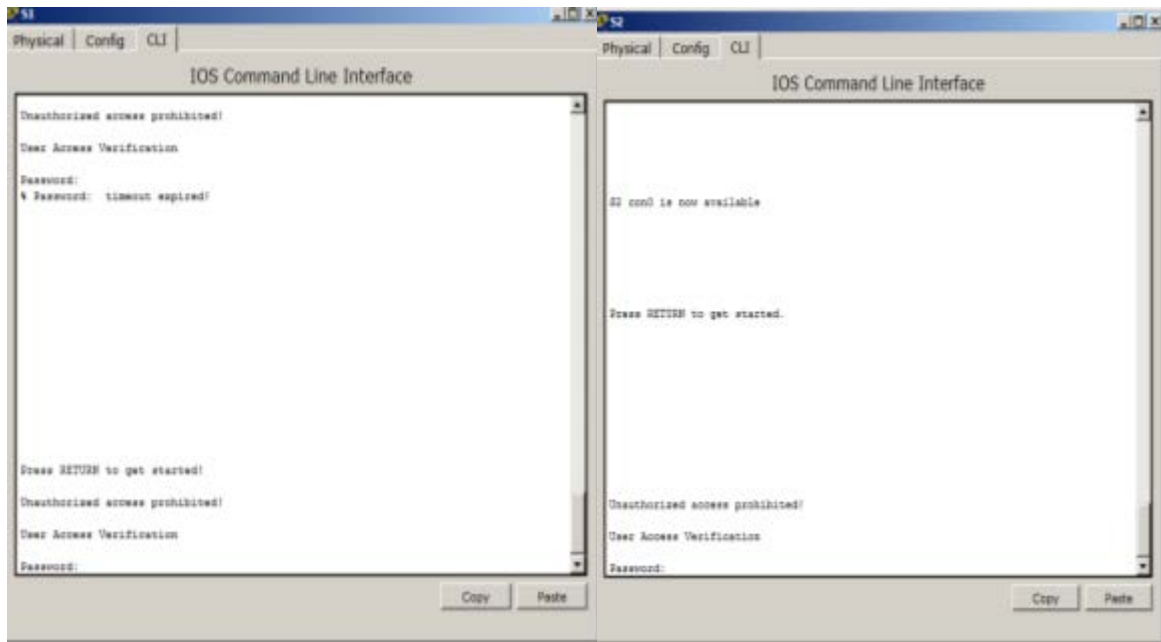 S1
Physical Config CLI
IOS Command Line Interface
Unauthorized access prohibited!
User Access Verification
Password:
% Password: timeout expired!
Press RETURN to get started!
Unauthorized access prohibited!
User Access Verification
Password:
Copy Paste
S2
Physical Config CLI
IOS Command Line Interface
S2 con0 is now available
Press RETURN to get started.
Unauthorized access prohibited!
User Access Verification
Password:
Copy Paste